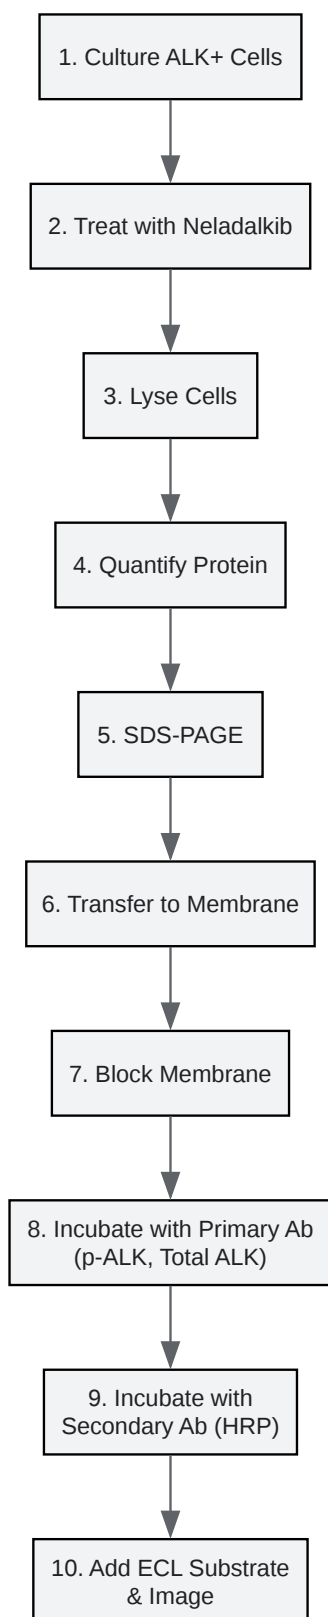 1. Culture ALK+ Cells
2. Treat with Neladalkib
3. Lyse Cells
4. Quantify Protein
5. SDS-PAGE
6. Transfer to Membrane
7. Block Membrane
8. Incubate with Primary Ab
(p-ALK, Total ALK)
9. Incubate with
Secondary Ab (HRP)
10. Add ECL Substrate
& Image